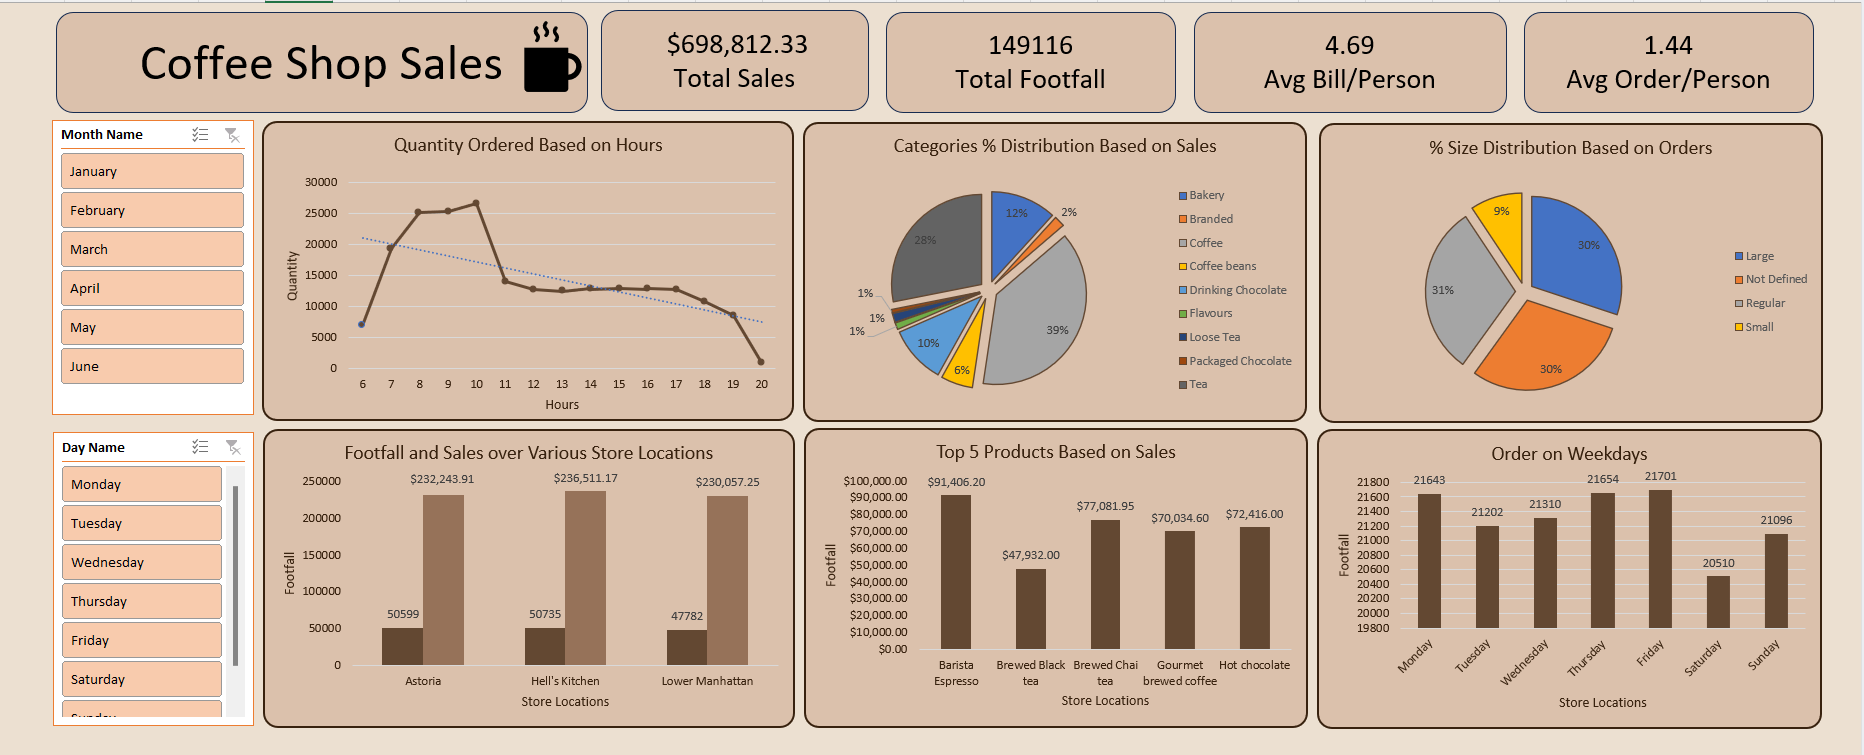 Coffee Shop Sales
$698,812.33
Total Sales
149116
Total Footfall
4.69
Avg Bill/Person
1.44
Avg Order/Person
Month Name
January
February
March
April
May
June
Quantity Ordered Based on Hours
30000
25000
20000
15000
10000
5000
0
Quantity
6 7 8 9 10 11 12 13 14 15 16 17 18 19 20
Hours
Categories % Distribution Based on Sales
12%
2%
39%
6%
10%
1%
1%
1%
28%
Bakery
Branded
Coffee
Coffee beans
Drinking Chocolate
Flavours
Loose Tea
Packaged Chocolate
Tea
% Size Distribution Based on Orders
30%
30%
31%
9%
Large
Not Defined
Regular
Small
Day Name
Monday
Tuesday
Wednesday
Thursday
Friday
Saturday
Sunday
Footfall and Sales over Various Store Locations
250000
200000
150000
100000
50000
0
Footfall
$232,243.91
$236,511.17
$230,057.25
50599
50735
47782
Astoria
Hell's Kitchen
Lower Manhattan
Store Locations
Top 5 Products Based on Sales
$100,000.00
$90,000.00
$80,000.00
$70,000.00
$60,000.00
$50,000.00
$40,000.00
$30,000.00
$20,000.00
$10,000.00
$0.00
Footfall
$91,406.20
$47,932.00
$77,081.95
$70,034.60
$72,416.00
Barista
Espresso
Brewed Black
tea
Brewed Chai
tea
Gourmet
brewed coffee
Hot chocolate
Store Locations
Order on Weekdays
21800
21600
21400
21200
21000
20800
20600
20400
20200
20000
19800
Footfall
21643
21202
21310
21654
21701
20510
21096
Monday
Tuesday
Wednesday
Thursday
Friday
Saturday
Sunday
Store Locations